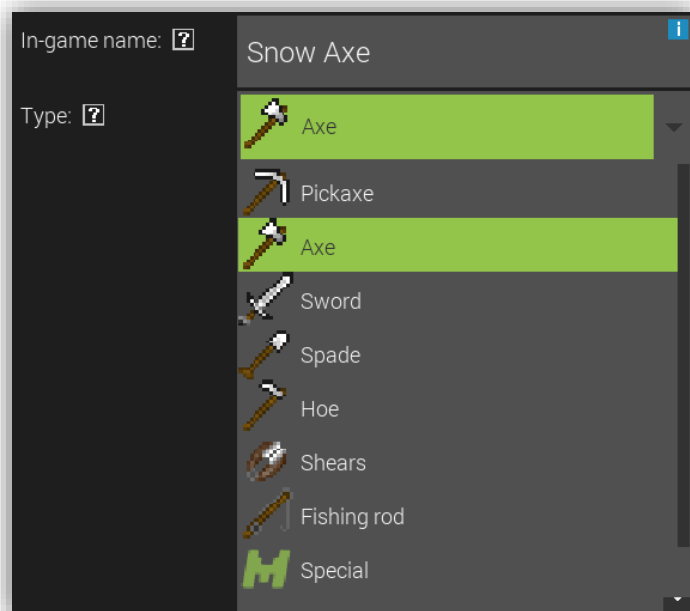 In-game name: ?
Snow Axe
i
Type: ?
Axe
Pickaxe
Axe
Sword
Spade
Hoe
Shears
Fishing rod
Special